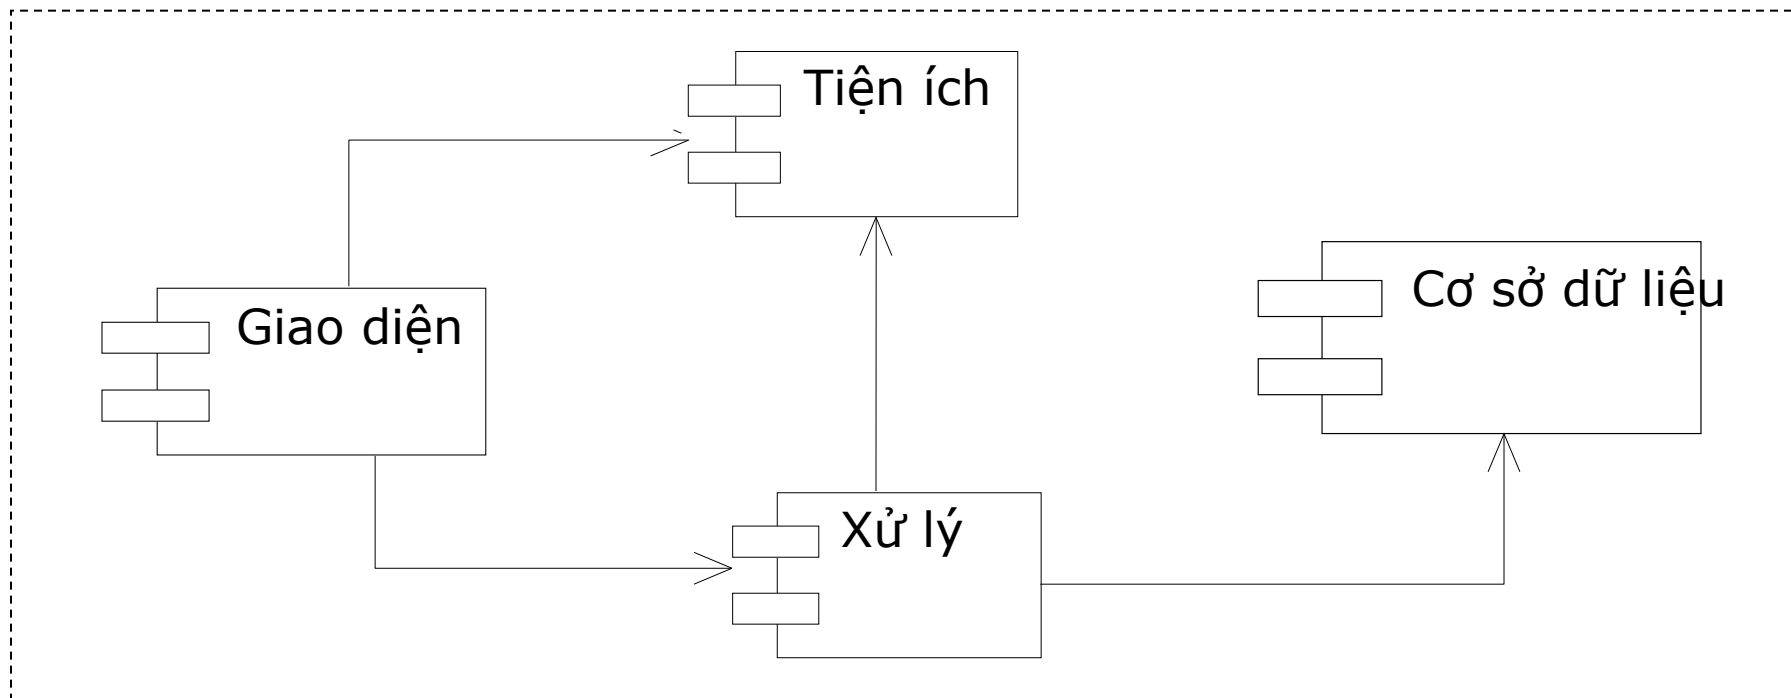 Tiện ích
Cơ sở dữ liệu
Giao diện
Xử lý